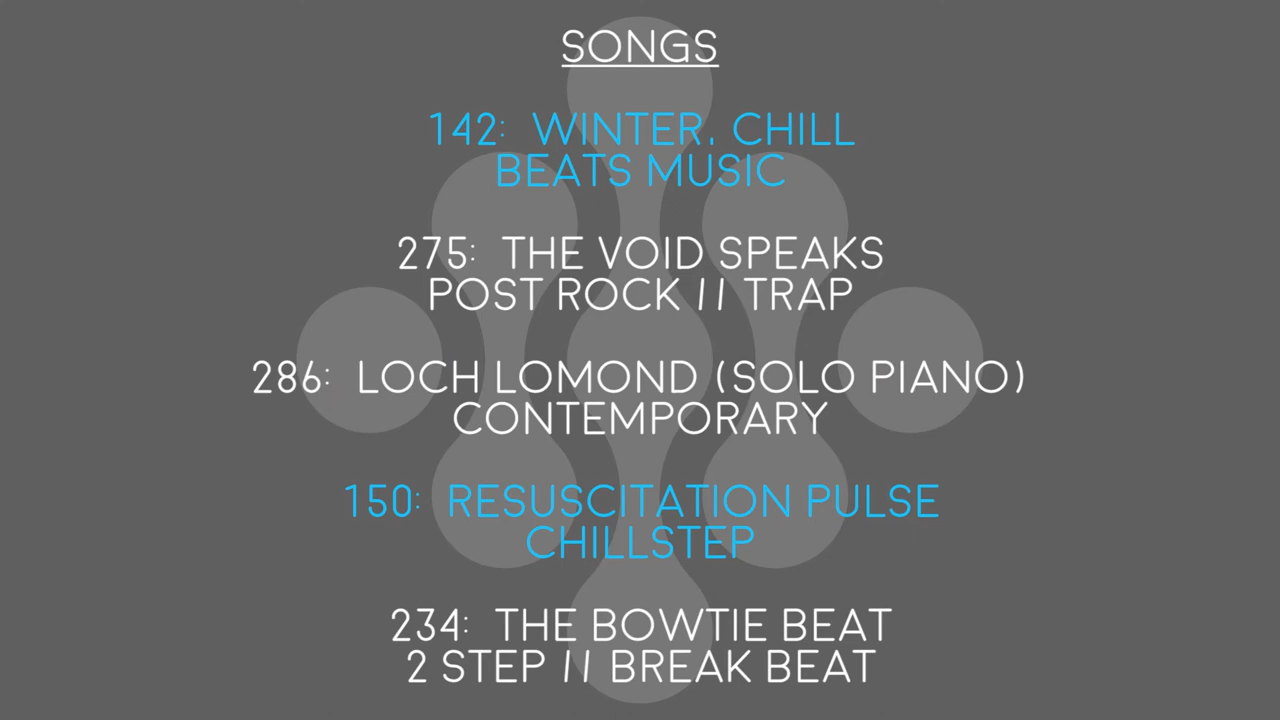 SONGS
142: WINTER, CHILL
BEATS MUSIC
275: THE VOID SPEAKS
POST ROCK // TRAP
286: LOCH LOMOND (SOLO PIANO)
CONTEMPORARY
150: RESUSCITATION PULSE
CHILLSTEP
234: THE BOWTIE BEAT
2 STEP // BREAK BEAT